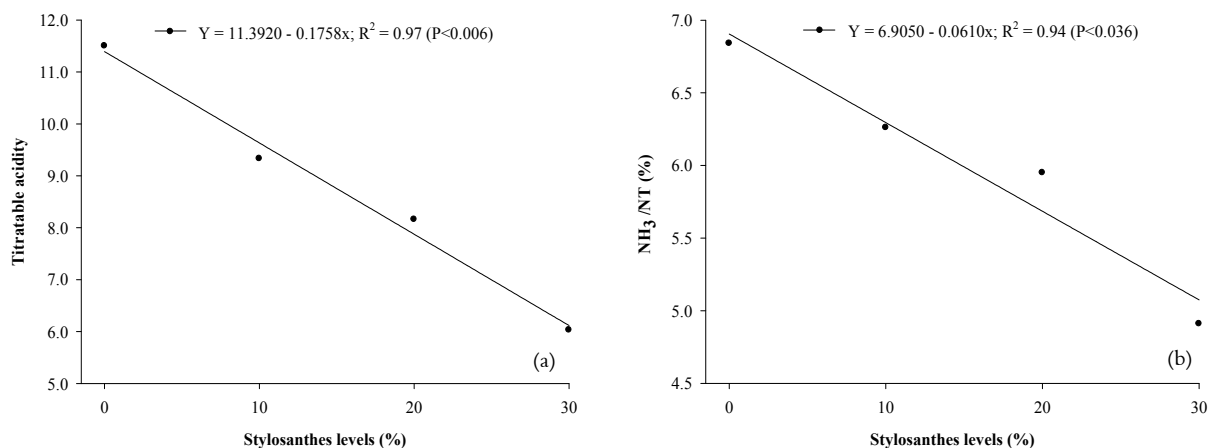 Y = 11.3920 - 0.1758x; R² = 0.97 (P<0.006)
12.0
11.0
10.0
9.0
8.0
7.0
6.0
5.0
Titratable acidity
0 10 20 30
Stylosanthes levels (%)
(a)
Y = 6.9050 - 0.0610x; R² = 0.94 (P<0.036)
7.0
6.5
6.0
5.5
5.0
4.5
NH₃ /NT (%)
0 10 20 30
Stylosanthes levels (%)
(b)